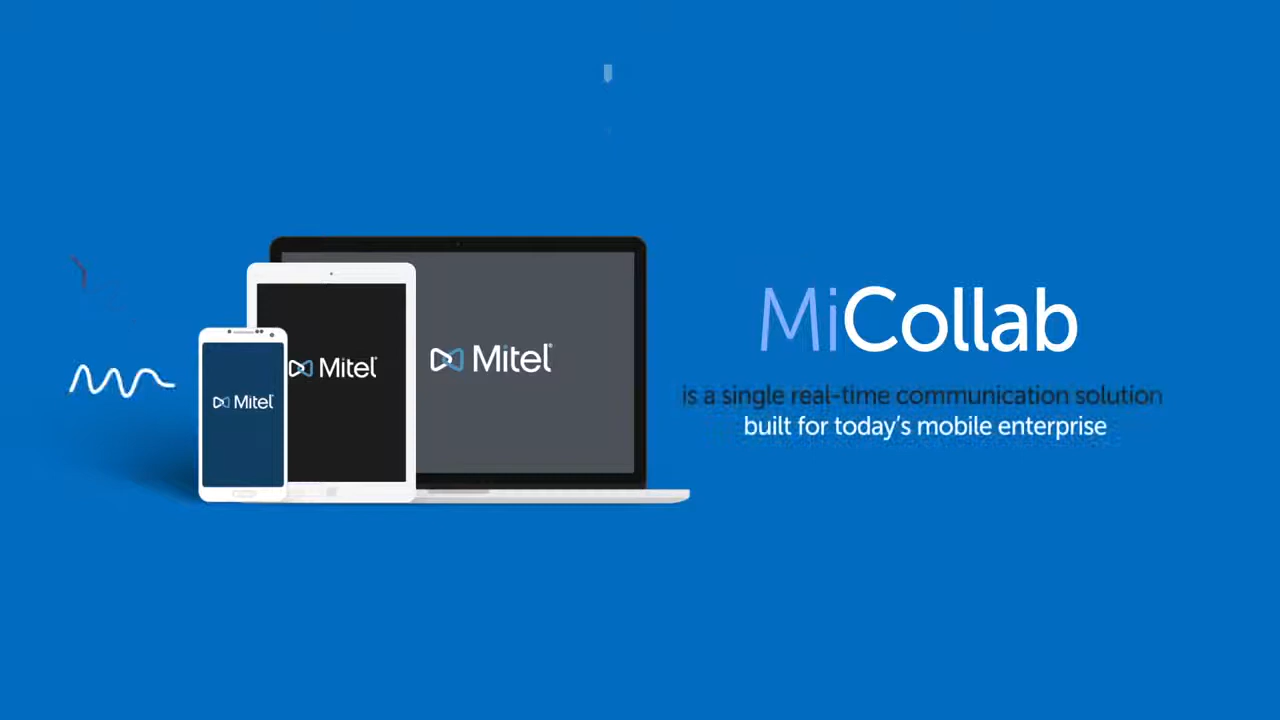 MiCollab
is a single real-time communication solution
built for today's mobile enterprise
Mitel
Mitel
Mitel